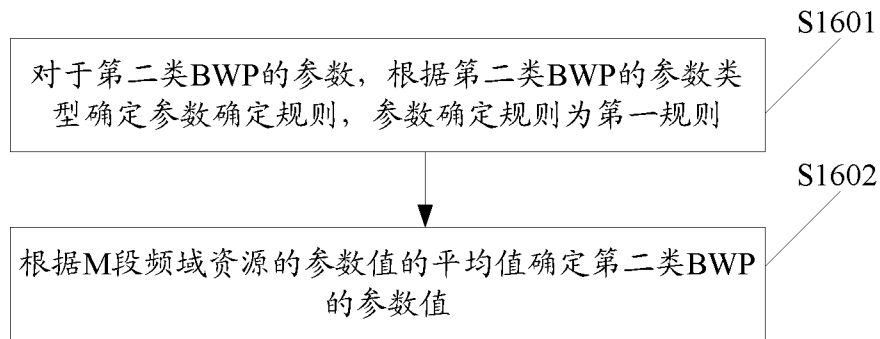 S1601
对于第二类BWP的参数，根据第二类BWP的参数类
型确定参数确定规则，参数确定规则为第一规则
S1602
根据M段频域资源的参数值的平均值确定第二类BWP
的参数值